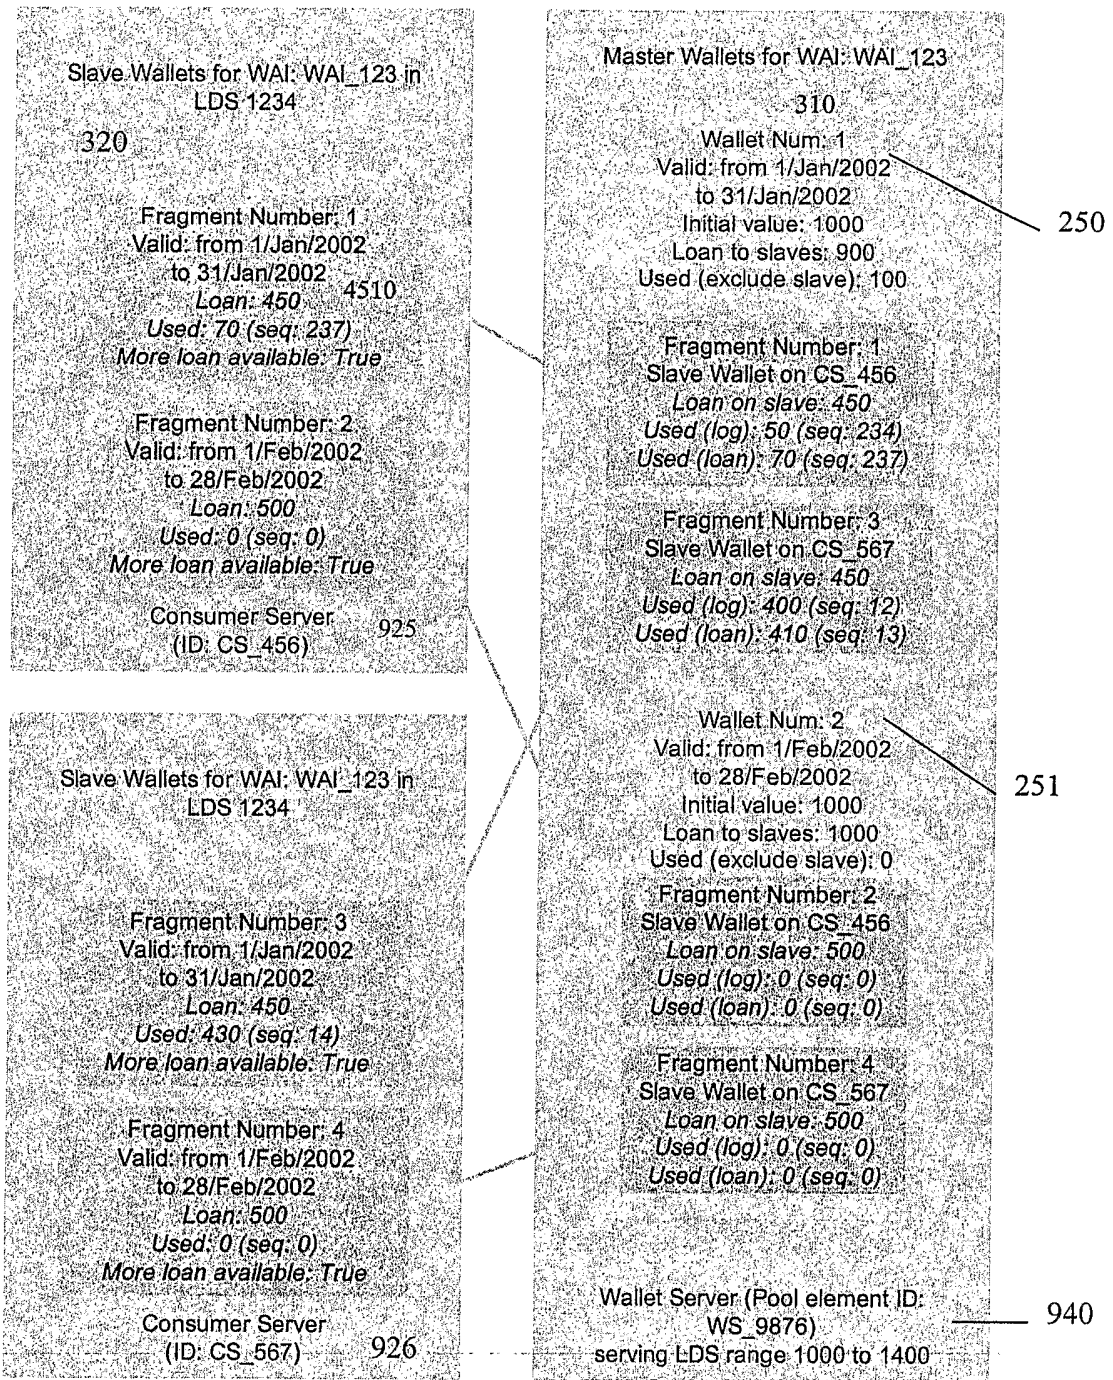 Slave Wallets for WAI: WAI_123 in
LDS 1234
320
Fragment Number: 1
Valid: from 1/Jan/2002
to 31/Jan/2002
4510
Loan: 450
Used: 70 (seq: 237)
More loan available: True
Fragment Number: 2
Valid: from 1/Feb/2002
to 28/Feb/2002
Loan: 500
Used: 0 (seq: 0)
More loan available: True
Consumer Server
(ID: CS_456)
925
Slave Wallets for WAI: WAI_123 in
LDS 1234
Fragment Number: 3
Valid: from 1/Jan/2002
to 31/Jan/2002
Loan: 450
Used: 430 (seq: 14)
More loan available: True
Fragment Number: 4
Valid: from 1/Feb/2002
to 28/Feb/2002
Loan: 500
Used: 0 (seq: 0)
More loan available: True
Consumer Server
(ID: CS_567)
926
Master Wallets for WAI: WAI_123
310
Wallet Num: 1
Valid: from 1/Jan/2002
to 31/Jan/2002
Initial value: 1000
Loan to slaves: 900
Used (exclude slave): 100
250
Fragment Number: 1
Slave Wallet on CS_456
Loan on slave: 450
Used (log): 50 (seq: 234)
Used (loan): 70 (seq: 237)
Fragment Number: 3
Slave Wallet on CS_567
Loan on slave: 450
Used (log): 400 (seq: 12)
Used (loan): 410 (seq: 13)
Wallet Num: 2
Valid: from 1/Feb/2002
to 28/Feb/2002
Initial value: 1000
Loan to slaves: 1000
Used (exclude slave): 0
251
Fragment Number: 2
Slave Wallet on CS_456
Loan on slave: 500
Used (log): 0 (seq: 0)
Used (loan): 0 (seq: 0)
Fragment Number: 4
Slave Wallet on CS_567
Loan on slave: 500
Used (log): 0 (seq: 0)
Used (loan): 0 (seq: 0)
Wallet Server (Pool element ID:
WS_9876)
serving LDS range 1000 to 1400
940